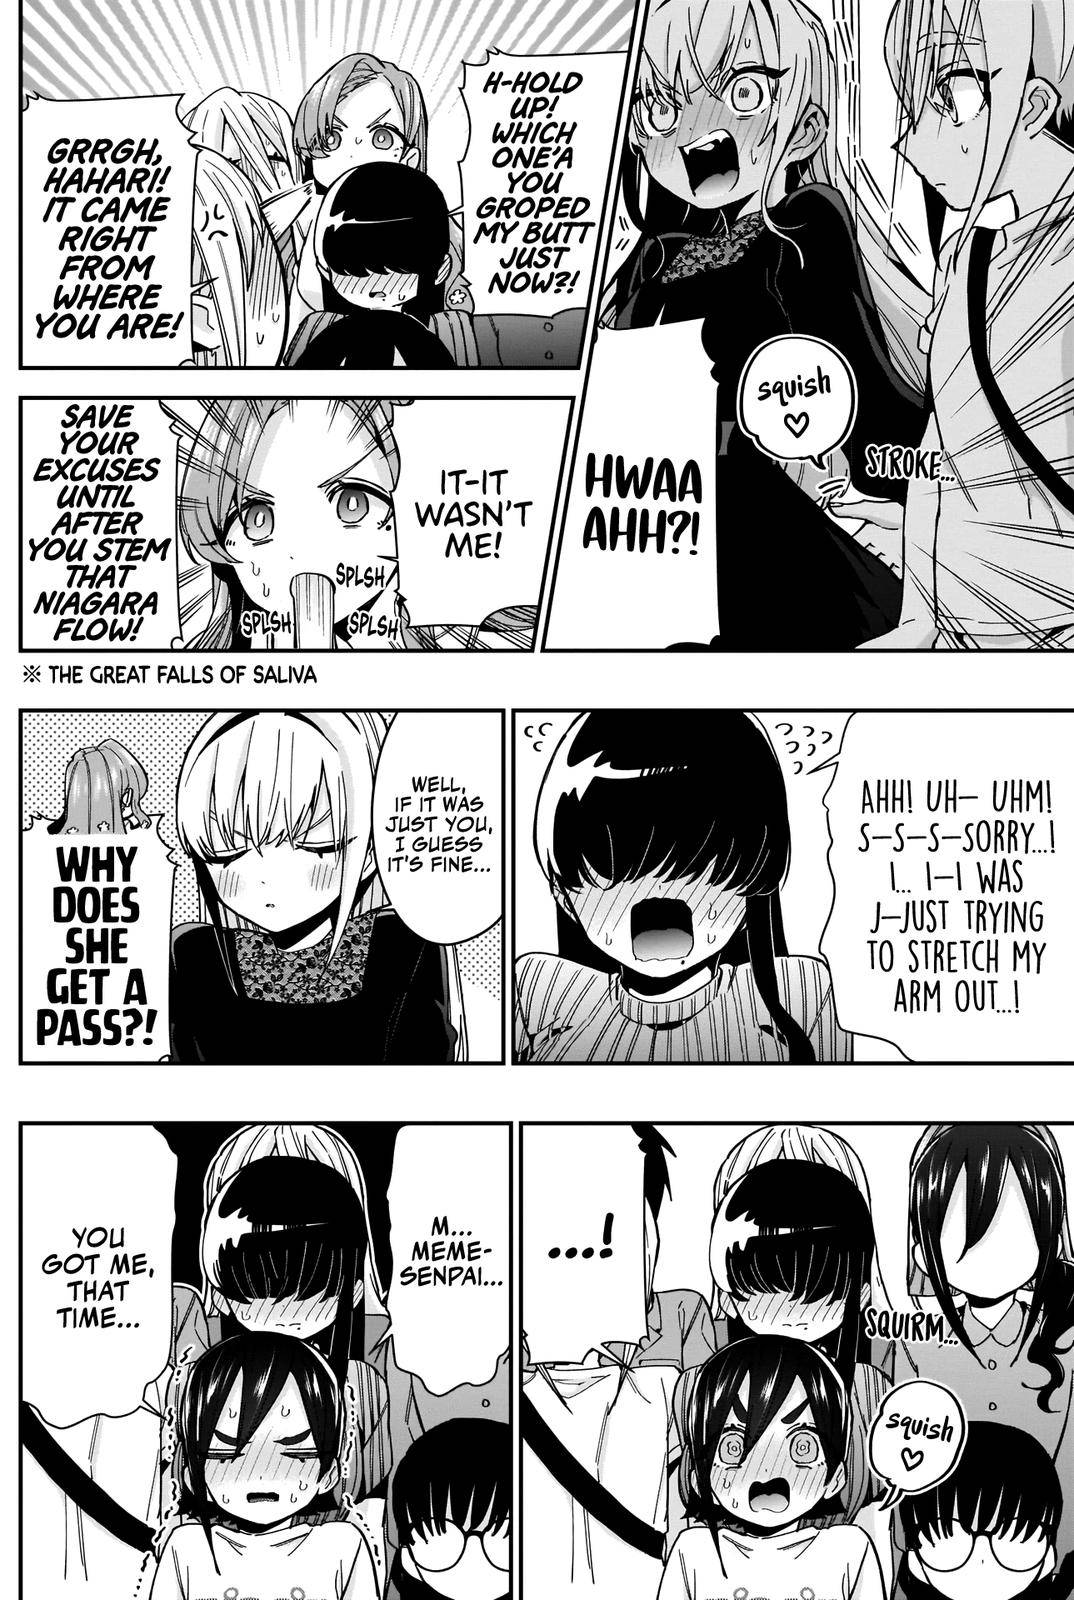 squish
STROKE...
HWAA
AHH?!
H-HOLD
UP!
WHICH
ONE'A
YOU
GROPED
MY BUTT
JUST
NOW?!
GRRGH,
HAHARI!
IT CAME
RIGHT
FROM
WHERE
YOU ARE!
IT-IT
WASN'T
ME!
SPLSH
SPLSH
SPLSH
SAVE
YOUR
EXCUSES
UNTIL
AFTER
YOU STEM
THAT
NIAGARA
FLOW!
※ THE GREAT FALLS OF SALIVA
AHH! UH— UHM!
S-S-S-SORRY...!
I... I-I WAS
J-JUST TRYING
TO STRETCH MY
ARM OUT...!
WELL,
IF IT WAS
JUST YOU,
I GUESS
IT'S FINE...
WHY
DOES
SHE
GET A
PASS?!
SQUIRM...
squish
....!
M...
MEME-
SENPAI...
YOU
GOT ME,
THAT
TIME...